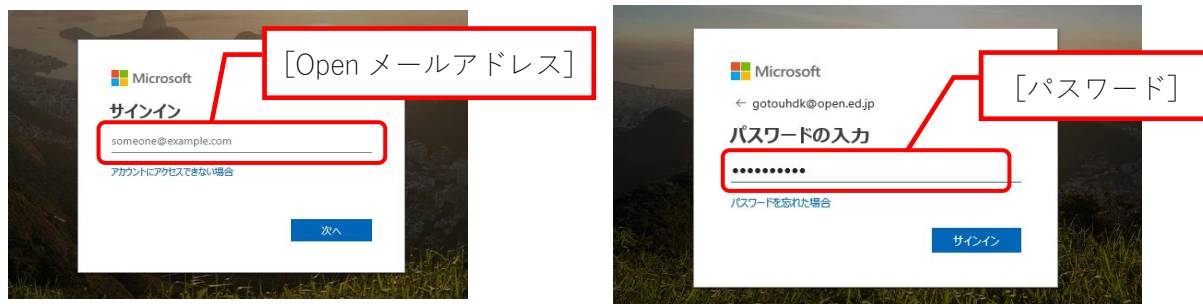 Microsoft
サインイン
someone@example.com
アカウントにアクセスできない場合
次へ
[Open メールアドレス]
Microsoft
← gotouhdk@open.ed.jp
パスワードの入力
••••••••••
パスワードを忘れた場合
サインイン
[パスワード]